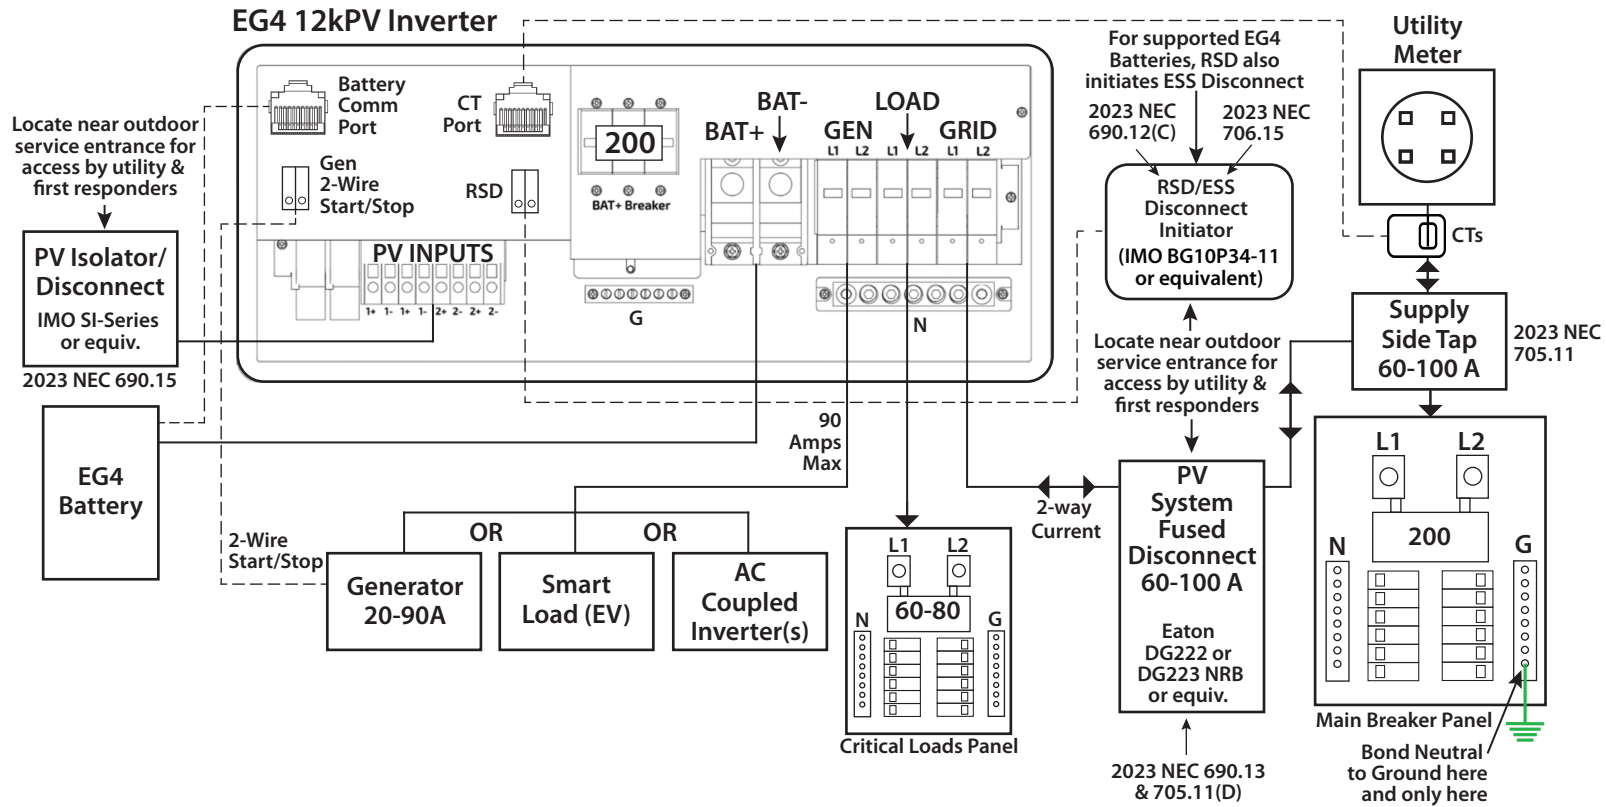 EG4 12kPV Inverter
Battery
Comm
Port
CT
Port
Gen
2-Wire
Start/Stop
RSD
200
BAT+ Breaker
BAT-
BAT+
LOAD
GEN
GRID
L1 L2 L1 L2 L1 L2
PV INPUTS
1+ 1- 1+ 1- 2+ 2- 2+ 2-
G
N
Locate near outdoor
service entrance for
access by utility &
first responders
PV Isolator/
Disconnect
IMO SI-Series
or equiv.
2023 NEC 690.15
EG4
Battery
2-Wire
Start/Stop
Generator
20-90A
OR
Smart
Load (EV)
OR
AC
Coupled
Inverter(s)
90
Amps
Max
L1 L2
60-80
N
G
Critical Loads Panel
2-way
Current
For supported EG4
Batteries, RSD also
initiates ESS Disconnect
2023 NEC
690.12(C)
2023 NEC
706.15
RSD/ESS
Disconnect
Initiator
(IMO BG10P34-11
or equivalent)
Locate near outdoor
service entrance for
access by utility &
first responders
PV
System
Fused
Disconnect
60-100 A
Eaton
DG222 or
DG223 NRB
or equiv.
2023 NEC 690.13
& 705.11(D)
Utility
Meter
CTs
Supply
Side Tap
60-100 A
2023 NEC
705.11
L1 L2
200
N
G
Main Breaker Panel
Bond Neutral
to Ground here
and only here